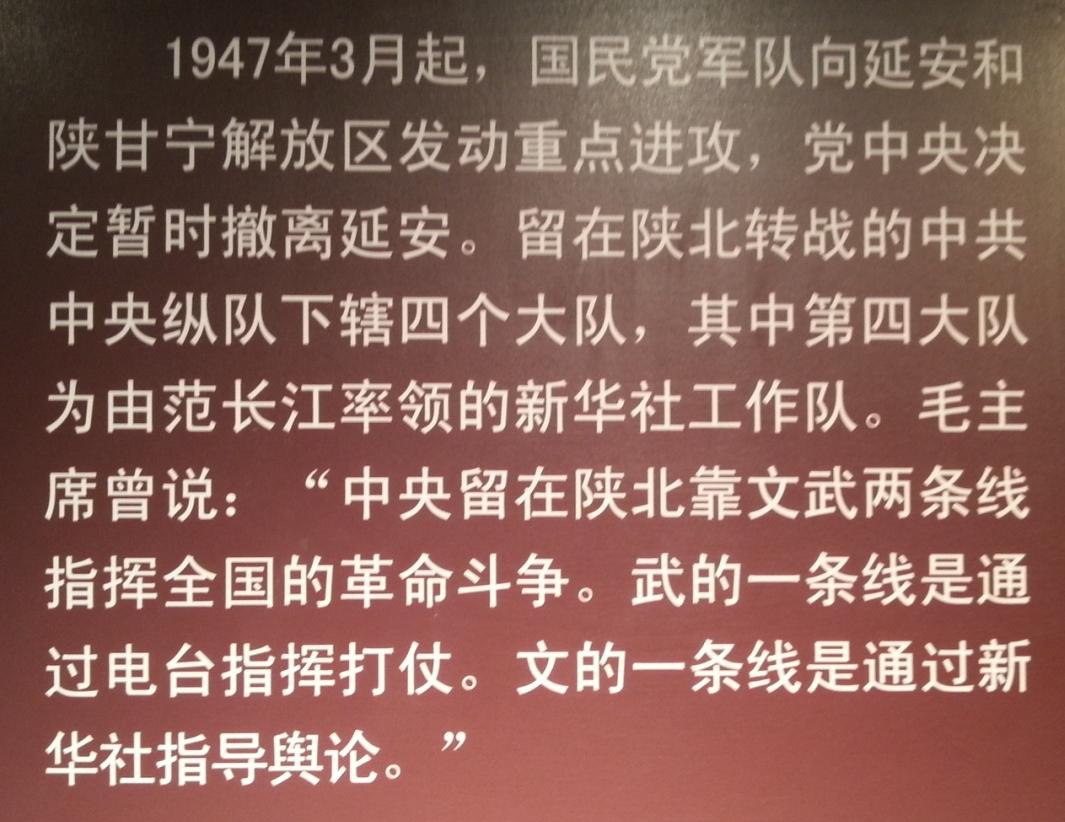 1947年3月起，国民党军队向延安和
陕甘宁解放区发动重点进攻，党中央决
定暂时撤离延安。留在陕北转战的中共
中央纵队下辖四个大队，其中第四大队
为由范长江率领的新华社工作队。毛主
席曾说：“中央留在陕北靠文武两条线
指挥全国的革命斗争。武的一条线是通
过电台指挥打仗。文的一条线是通过新
华社指导舆论。”